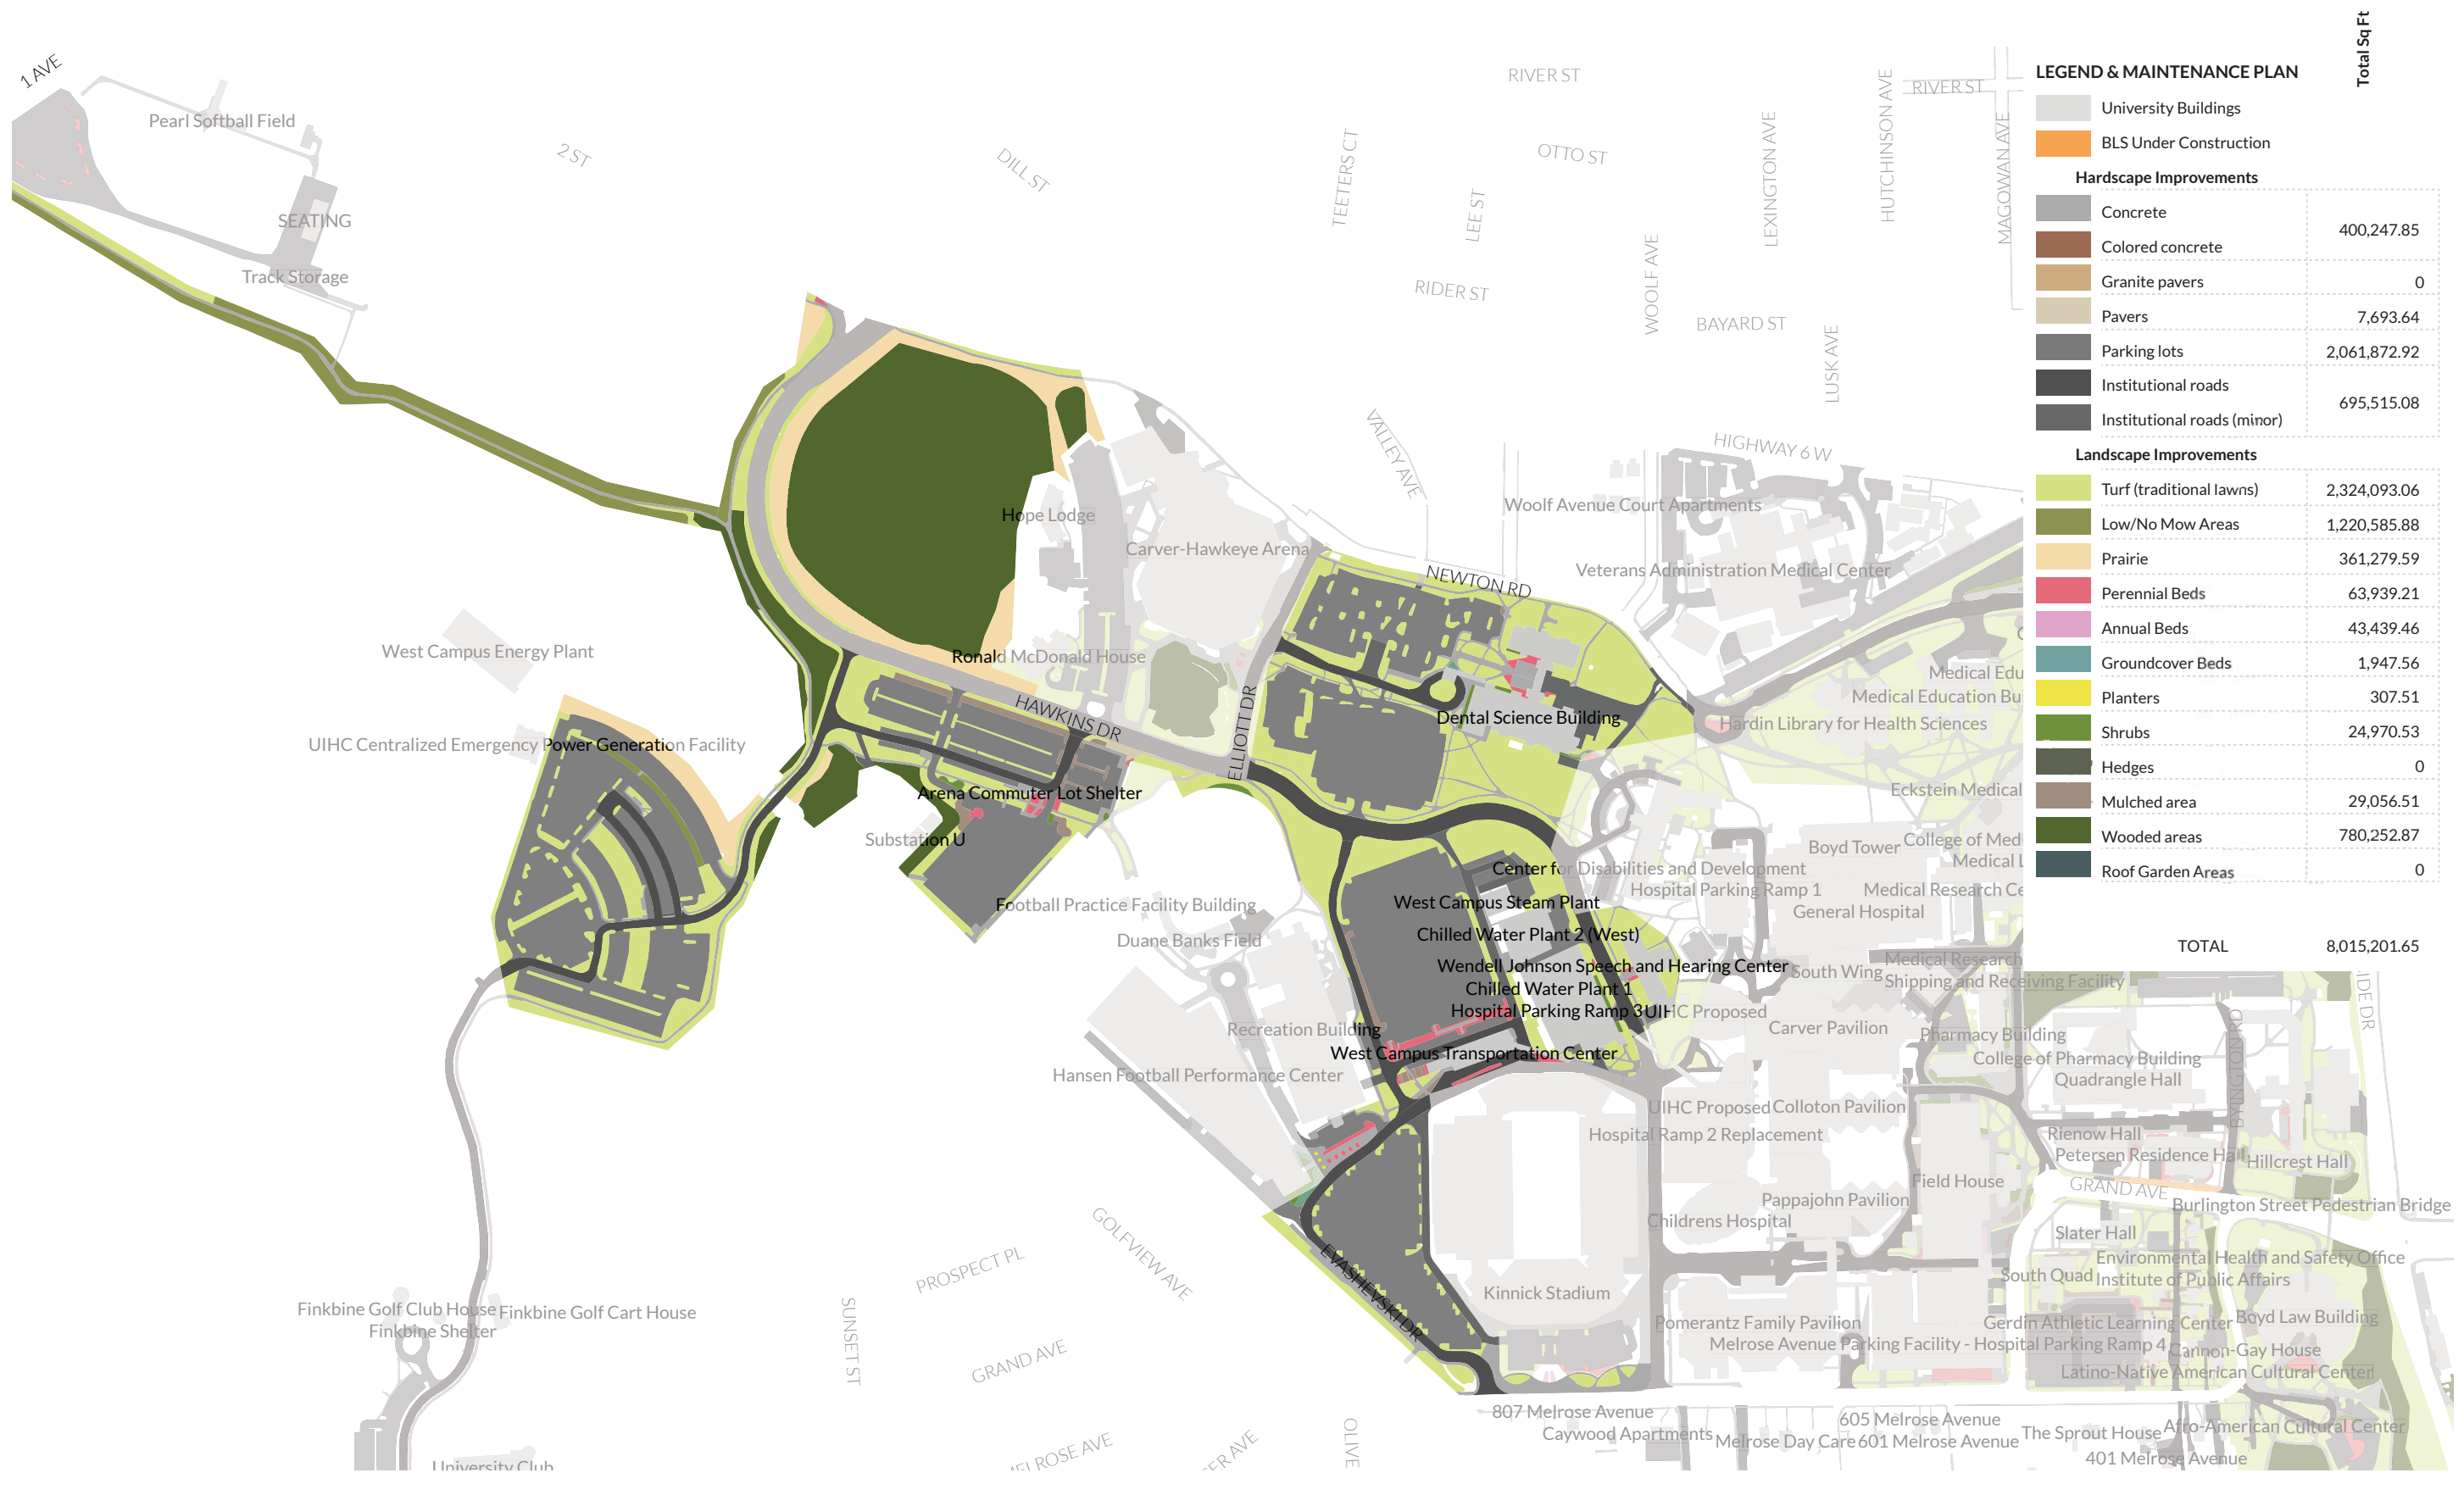 1 AVE
Pearl Softball Field
SEATING
Track Storage
2 ST
DILL ST
TEETERS CT
LEE ST
RIVER ST
OTTO ST
RIDER ST
WOOLF AVE
LEXINGTON AVE
BAYARD ST
LUSK AVE
HUTCHINSON AVE
RIVER ST
MAGOWAN AVE
VALLEY AVE
HIGHWAY 6 W
Woolf Avenue Court Apartments
Veterans Administration Medical Center
NEWTON RD
Hope Lodge
Carver-Hawkeye Arena
Ronald McDonald House
HAWKINS DR
ELLIOTT DR
West Campus Energy Plant
UIHC Centralized Emergency Power Generation Facility
Arena Commuter Lot Shelter
Substation U
Dental Science Building
Medical Edu
Medical Education Bu
Hardin Library for Health Sciences
Eckstein Medical
Boyd Tower
College of Medi
Medical L
Center for Disabilities and Development
Hospital Parking Ramp 1
Medical Research Ce
General Hospital
Football Practice Facility Building
Duane Banks Field
West Campus Steam Plant
Chilled Water Plant 2 (West)
Wendell Johnson Speech and Hearing Center
Chilled Water Plant 1
Hospital Parking Ramp 3
UIHC Proposed
South Wing
Medical Research
Shipping and Receiving Facility
Carver Pavilion
Recreation Building
West Campus Transportation Center
Hansen Football Performance Center
Pharmacy Building
College of Pharmacy Building
Quadrangle Hall
BYINGTON RO
IDE DR
UIHC Proposed
Colloton Pavilion
Hospital Ramp 2 Replacement
Rienow Hall
Petersen Residence Hall
Hillcrest Hall
GRAND AVE
Burlington Street Pedestrian Bridge
Field House
Pappajohn Pavilion
Childrens Hospital
Slater Hall
Environmental Health and Safety Office
South Quad
Institute of Public Affairs
Kinnick Stadium
EVASHEVSKI DR
Pomerantz Family Pavilion
Gerdin Athletic Learning Center
Boyd Law Building
Melrose Avenue Parking Facility - Hospital Parking Ramp 4
Cannon-Gay House
Latino-Native American Cultural Center
GOLFVIEW AVE
PROSPECT PL
GRAND AVE
SUNSET ST
MELROSE AVE
OLIVE
Finkbine Golf Club House
Finkbine Golf Cart House
Finkbine Shelter
University Club
807 Melrose Avenue
Caywood Apartments
Melrose Day Care
605 Melrose Avenue
601 Melrose Avenue
The Sprout House
Afro-American Cultural Center
401 Melrose Avenue
Total Sq Ft
LEGEND & MAINTENANCE PLAN
University Buildings
BLS Under Construction
Hardscape Improvements
Concrete
Colored concrete
400,247.85
Granite pavers 0
Pavers 7,693.64
Parking lots 2,061,872.92
Institutional roads
Institutional roads (minor)
695,515.08
Landscape Improvements
Turf (traditional lawns) 2,324,093.06
Low/No Mow Areas 1,220,585.88
Prairie 361,279.59
Perennial Beds 63,939.21
Annual Beds 43,439.46
Groundcover Beds 1,947.56
Planters 307.51
Shrubs 24,970.53
Hedges 0
Mulched area 29,056.51
Wooded areas 780,252.87
Roof Garden Areas 0
TOTAL 8,015,201.65